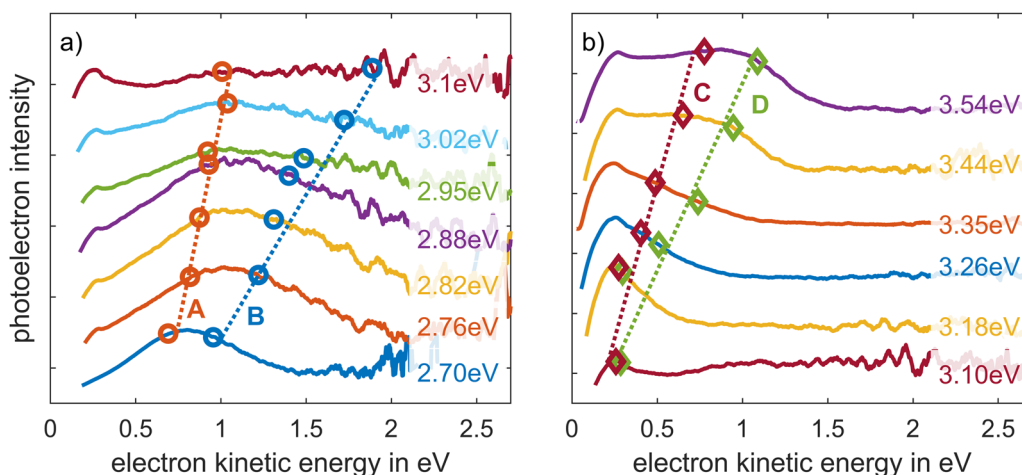 a)
photoelectron intensity
3.1eV
3.02eV
2.95eV
2.88eV
2.82eV
2.76eV
2.70eV
A
B
0 0.5 1 1.5 2 2.5
electron kinetic energy in eV
b)
3.54eV
3.44eV
3.35eV
3.26eV
3.18eV
3.10eV
C
D
0 0.5 1 1.5 2 2.5
electron kinetic energy in eV